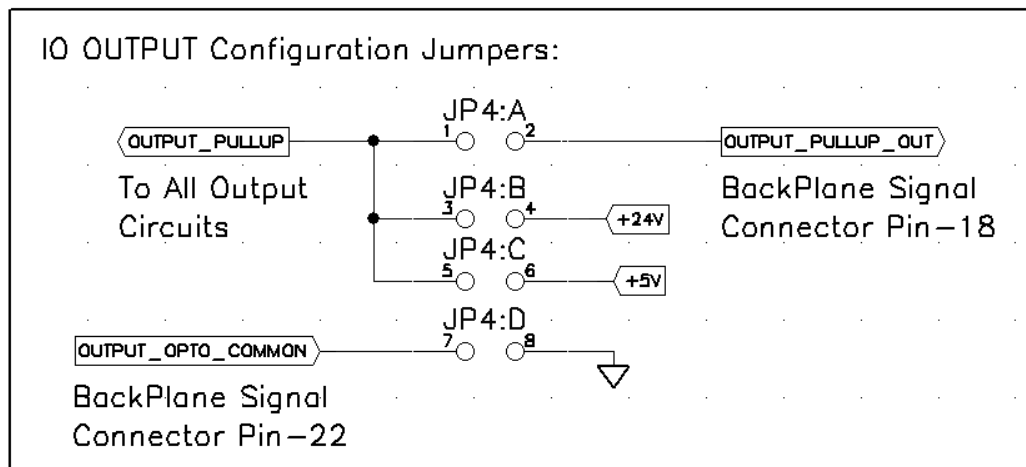 IO OUTPUT Configuration Jumpers:
JP4:A
OUTPUT_PULLUP
1
2
OUTPUT_PULLUP_OUT
To All Output
Circuits
JP4:B
3
4
+24V
BackPlane Signal
Connector Pin-18
JP4:C
5
6
+5V
JP4:D
OUTPUT_OPTO_COMMON
7
8
BackPlane Signal
Connector Pin-22